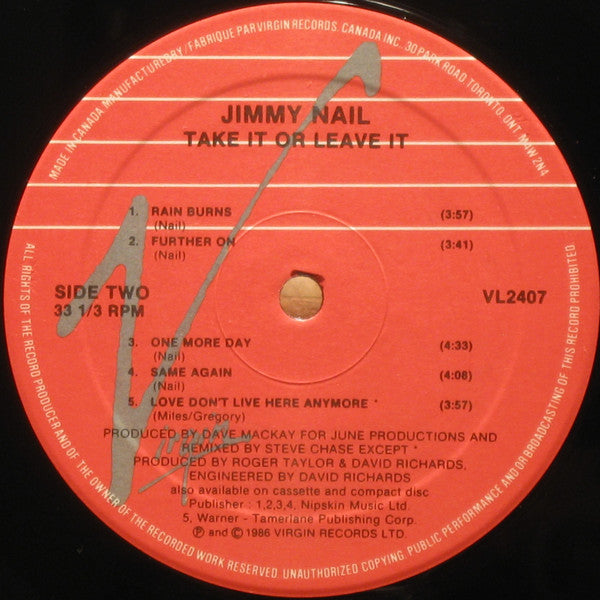 MADE IN CANADA. MANUFACTURED BY / FABRIQUE PAR VIRGIN RECORDS. CANADA INC. 30 PARK ROAD TORONTO, ONT M4W 2N4
JIMMY NAIL
TAKE IT OR LEAVE IT
1. RAIN BURNS (3:57)
(Nail)
2. FURTHER ON (3:41)
(Nail)
SIDE TWO VL2407
33 1/3 RPM
3. ONE MORE DAY (4:33)
(Nail)
4. SAME AGAIN (4:08)
(Nail)
5. LOVE DON'T LIVE HERE ANYMORE * (3:57)
(Miles/Gregory)
PRODUCED BY DAVE MACKAY FOR JUNE PRODUCTIONS AND
REMIXED BY STEVE CHASE EXCEPT *
PRODUCED BY ROGER TAYLOR & DAVID RICHARDS,
ENGINEERED BY DAVID RICHARDS
also available on cassette and compact disc
Publisher : 1,2,3,4, Nipskin Music Ltd.
5, Warner - Tamerlane Publishing Corp.
℗ and © 1986 VIRGIN RECORDS LTD.
Virgin
ALL RIGHTS OF THE RECORD PRODUCER AND OF THE OWNER OF THE RECORDED WORK RESERVED. UNAUTHORIZED COPYING, PUBLIC PERFORMANCE AND/OR BROADCASTING OF THIS RECORD PROHIBITED.